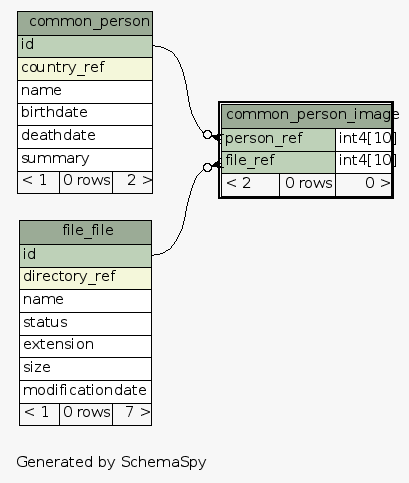 common_person
id
country_ref
name
birthdate
deathdate
summary
< 1 0 rows 2 >
common_person_image
person_ref int4[10]
file_ref int4[10]
< 2 0 rows 0 >
file_file
id
directory_ref
name
status
extension
size
modificationdate
< 1 0 rows 7 >
Generated by SchemaSpy